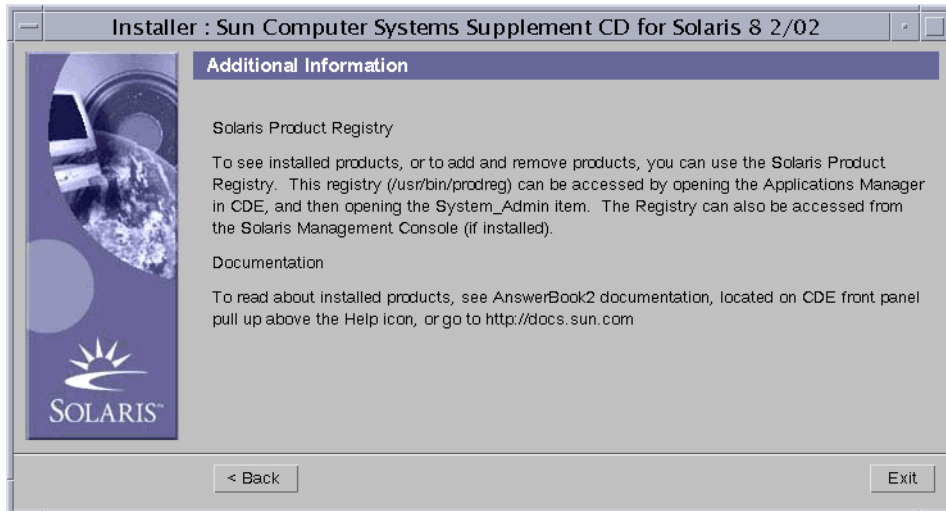 Installer : Sun Computer Systems Supplement CD for Solaris 8 2/02
Additional Information
Solaris Product Registry
To see installed products, or to add and remove products, you can use the Solaris Product
Registry. This registry (/usr/bin/prodreg) can be accessed by opening the Applications Manager
in CDE, and then opening the System_Admin item. The Registry can also be accessed from
the Solaris Management Console (if installed).
Documentation
To read about installed products, see AnswerBook2 documentation, located on CDE front panel
pull up above the Help icon, or go to http://docs.sun.com
SOLARIS™
< Back
Exit